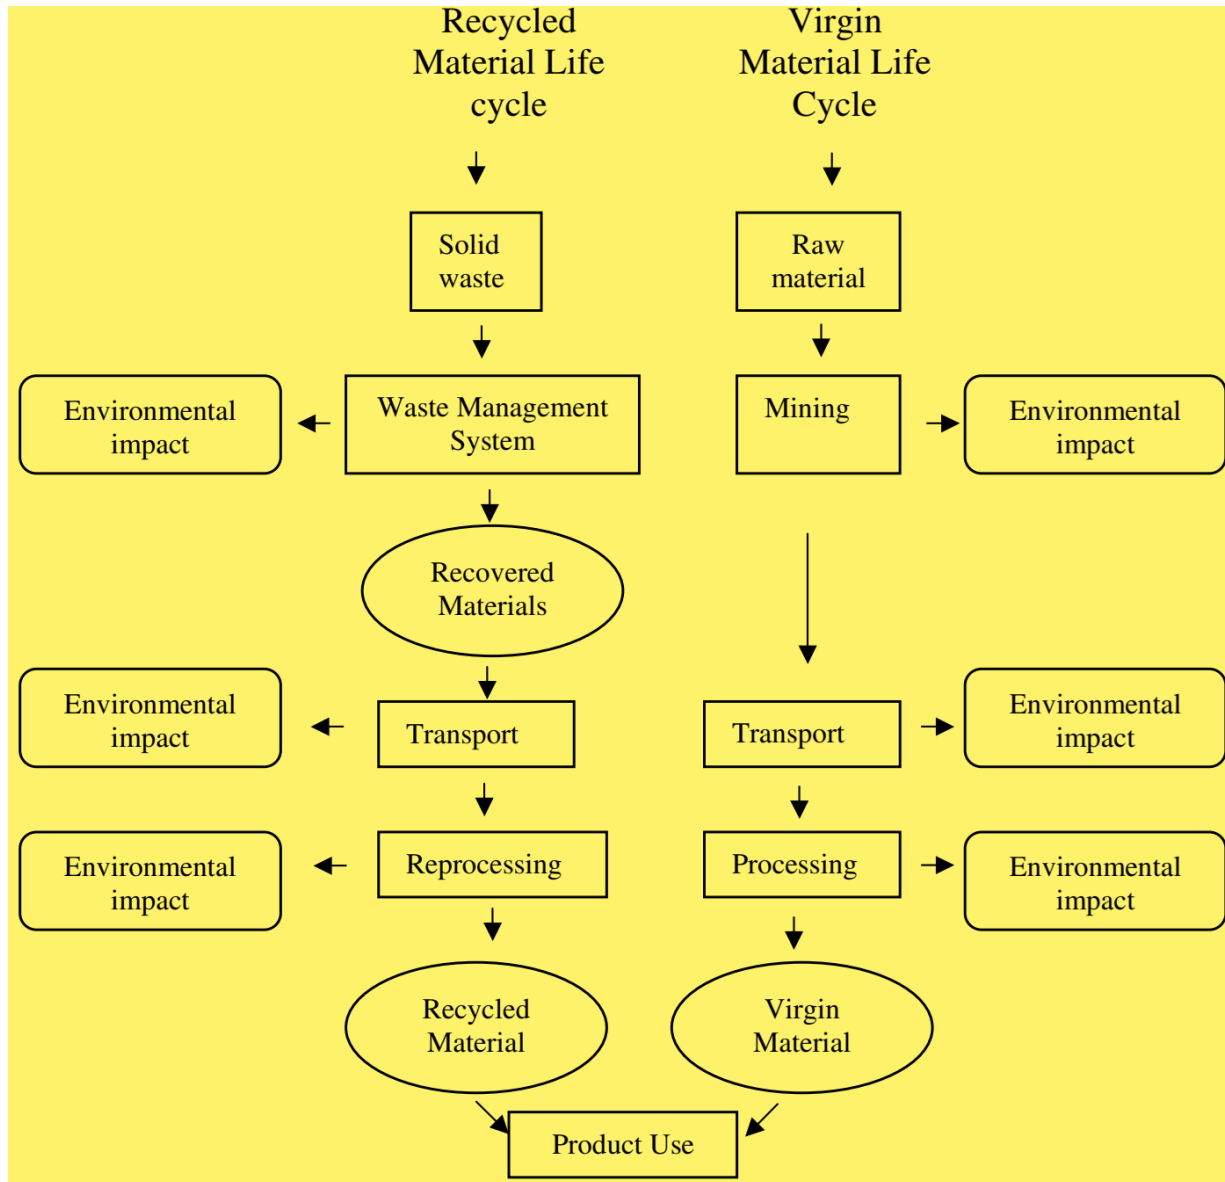 Recycled
Material Life
cycle
Virgin
Material Life
Cycle
Solid
waste
Raw
material
Environmental
impact
Waste Management
System
Mining
Environmental
impact
Recovered
Materials
Environmental
impact
Transport
Transport
Environmental
impact
Environmental
impact
Reprocessing
Processing
Environmental
impact
Recycled
Material
Virgin
Material
Product Use